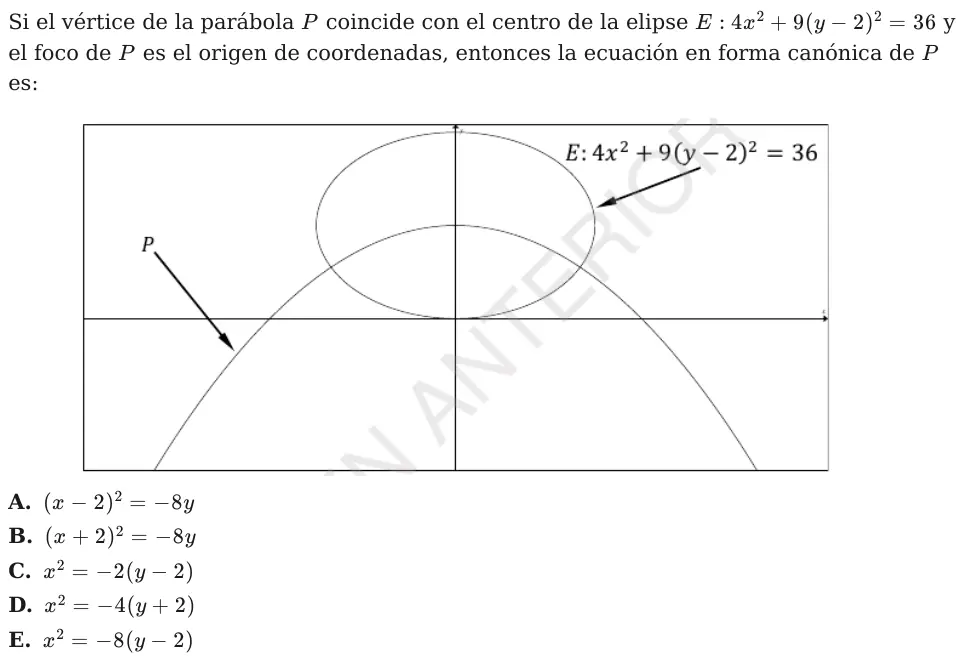 Si el vértice de la parábola P coincide con el centro de la elipse E : 4x² + 9(y − 2)² = 36 y
el foco de P es el origen de coordenadas, entonces la ecuación en forma canónica de P
es:
E: 4x² + 9(y − 2)² = 36
P
N ANTERIOR
A. (x − 2)² = −8y
B. (x + 2)² = −8y
C. x² = −2(y − 2)
D. x² = −4(y + 2)
E. x² = −8(y − 2)